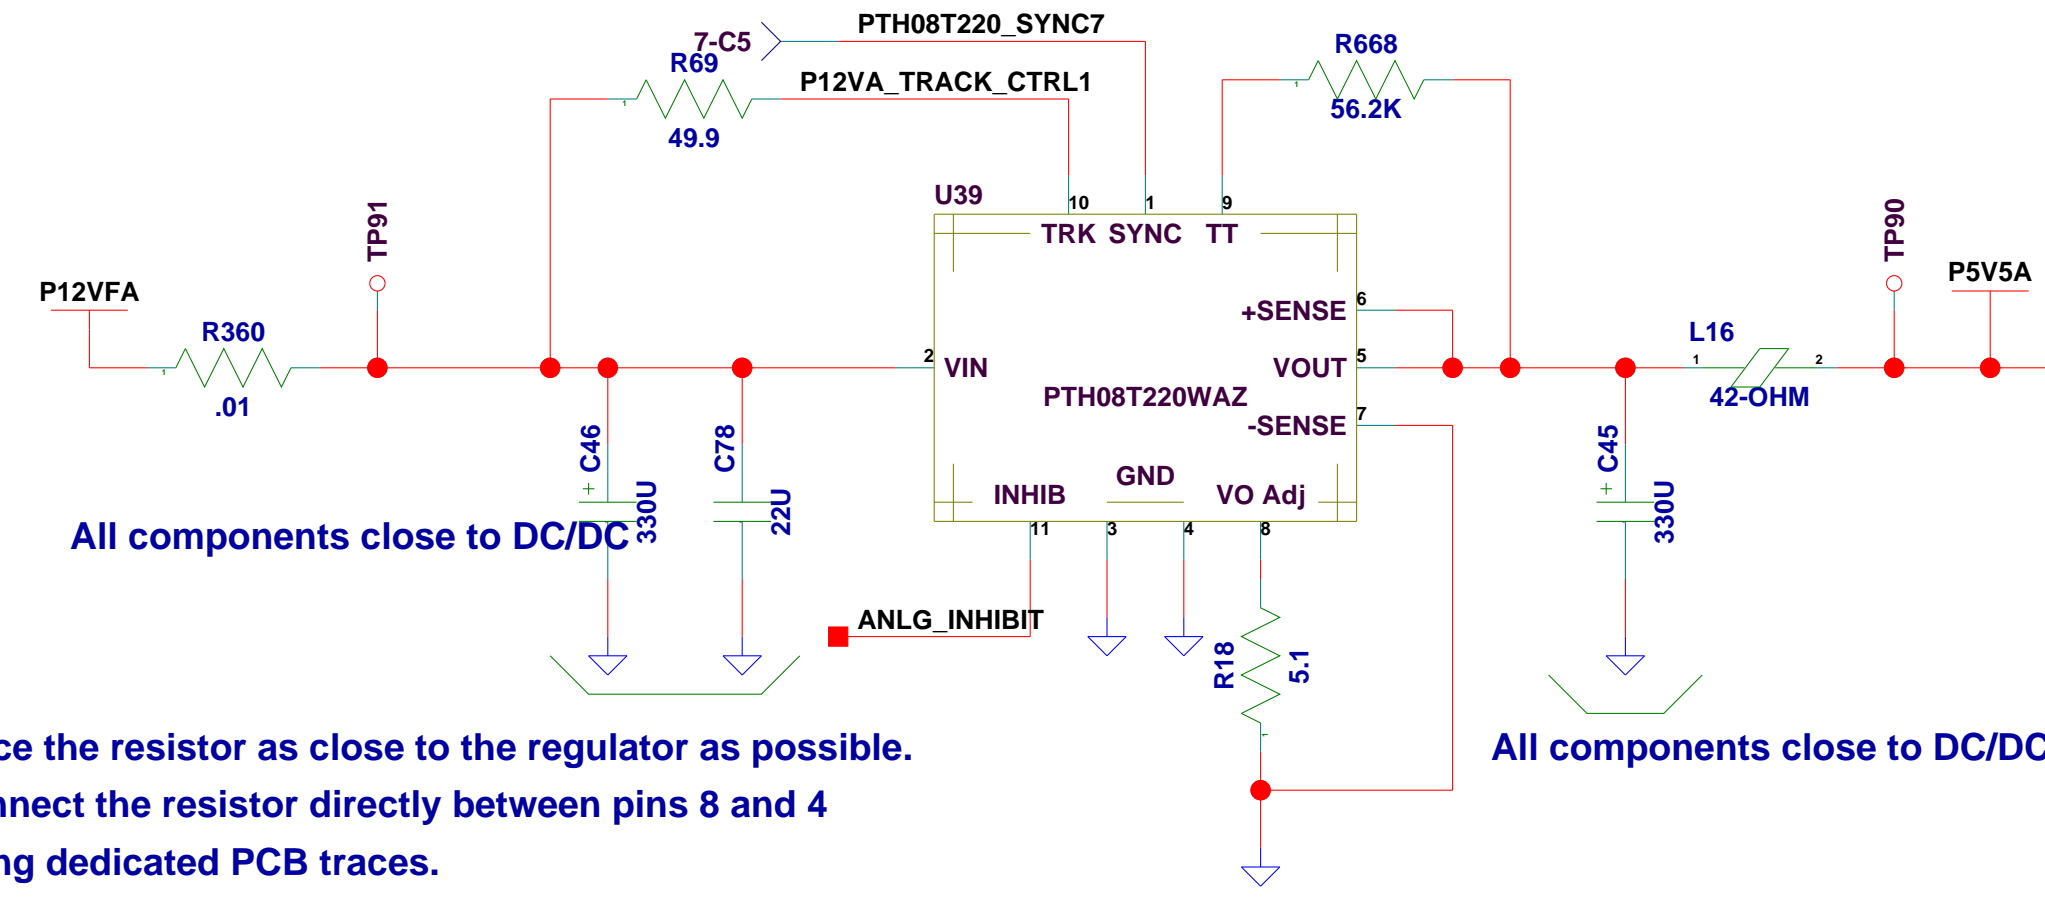 PTH08T220_SYNC7
7-C5
R69
P12VA_TRACK_CTRL1
1
49.9
R668
1
56.2K
U39
10
1
9
TRK SYNC TT
TP91
TP90
P12VFA
P5V5A
R360
1
.01
+SENSE
6
2
VIN
VOUT
5
PTH08T220WAZ
-SENSE
7
L16
1
2
42-OHM
C46
+
330U
C78
22U
C45
+
330U
INHIB
GND
VO Adj
11
3
4
8
All components close to DC/DC
ANLG_INHIBIT
R18
5.1
1
ce the resistor as close to the regulator as possible.
nnect the resistor directly between pins 8 and 4
ng dedicated PCB traces.
All components close to DC/DC